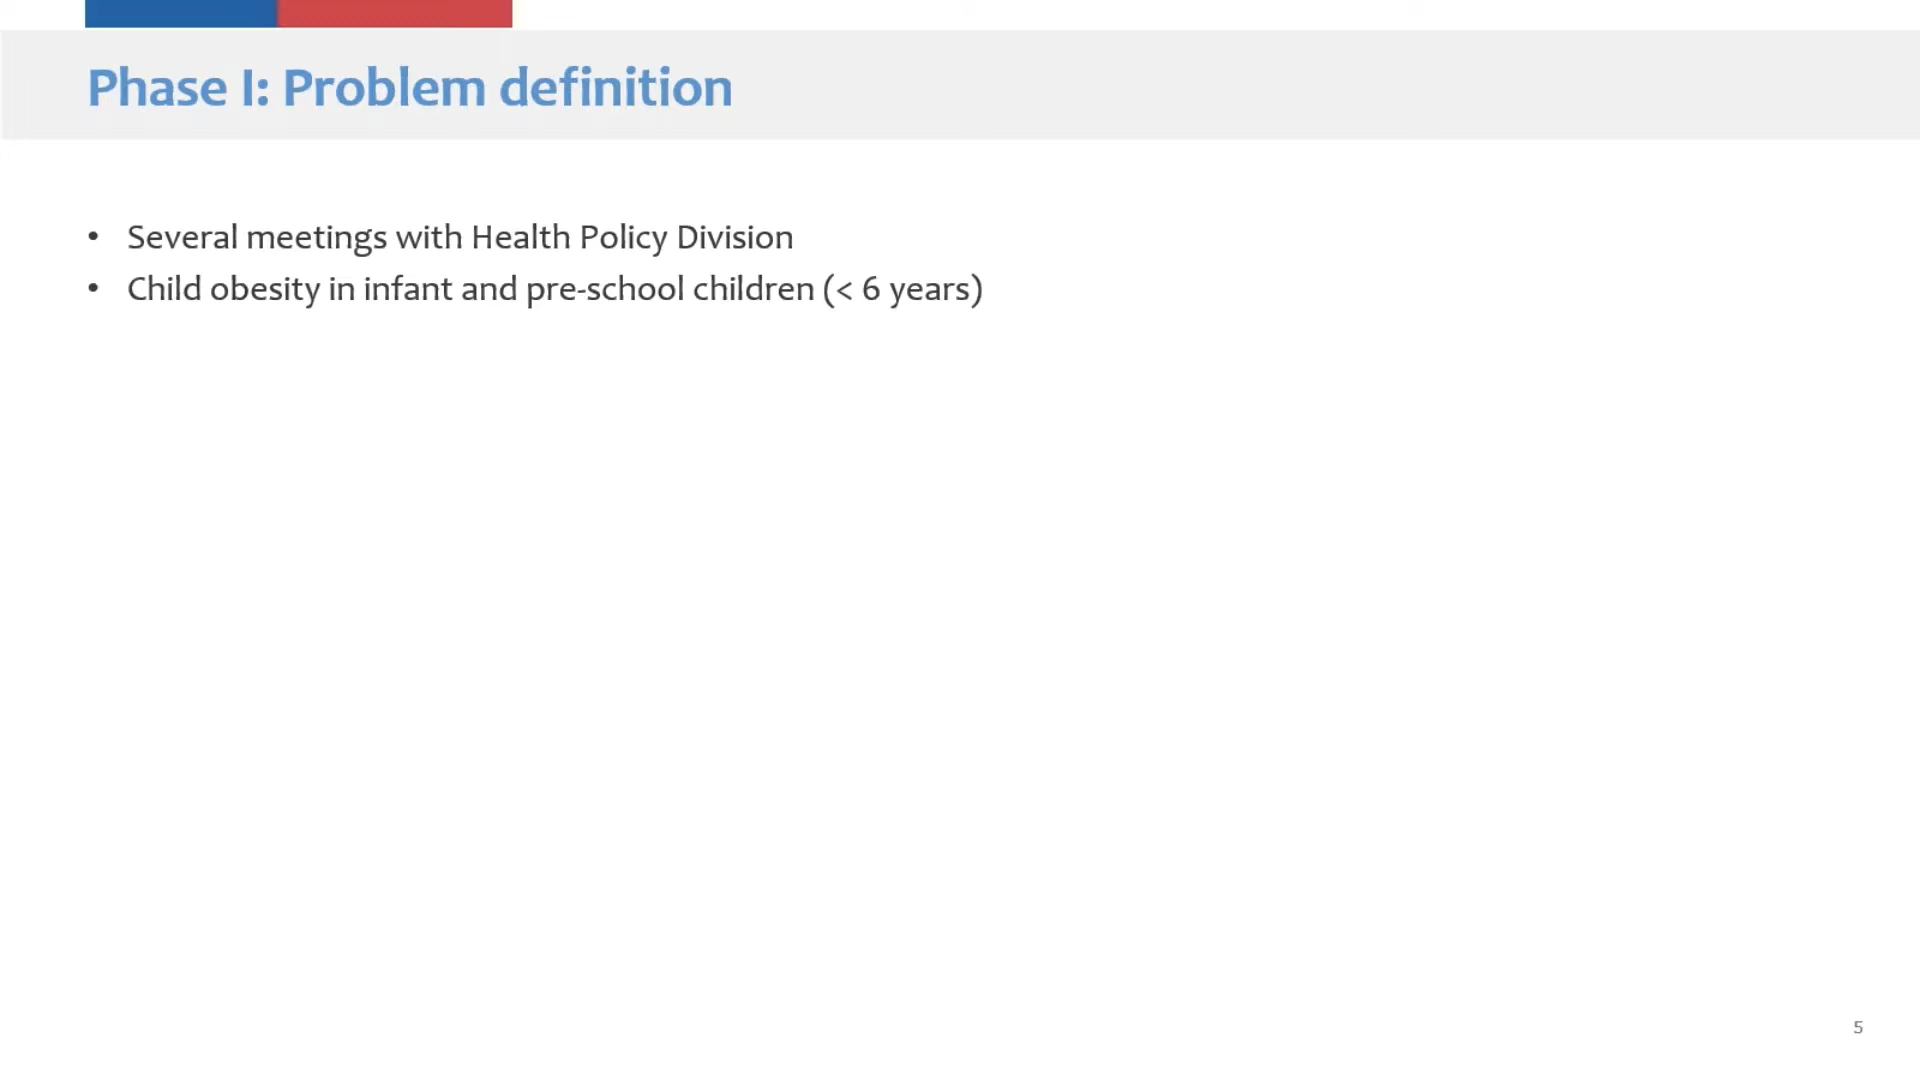 Phase I: Problem definition
• Several meetings with Health Policy Division
• Child obesity in infant and pre-school children (< 6 years)
5